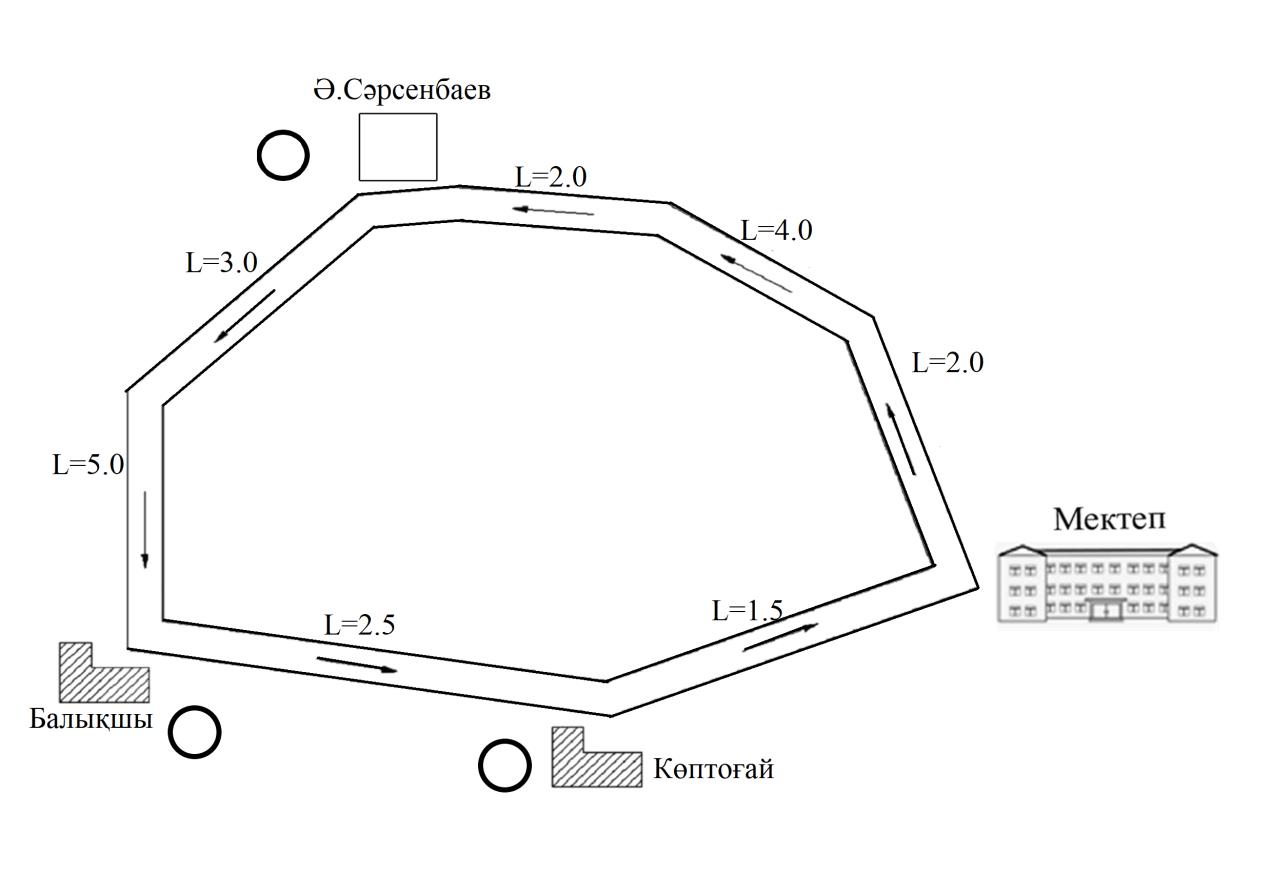 Ә.Сәрсенбаев
L=2.0
L=4.0
L=3.0
L=2.0
L=5.0
Мектеп
L=2.5
L=1.5
Балықшы
Көптоғай